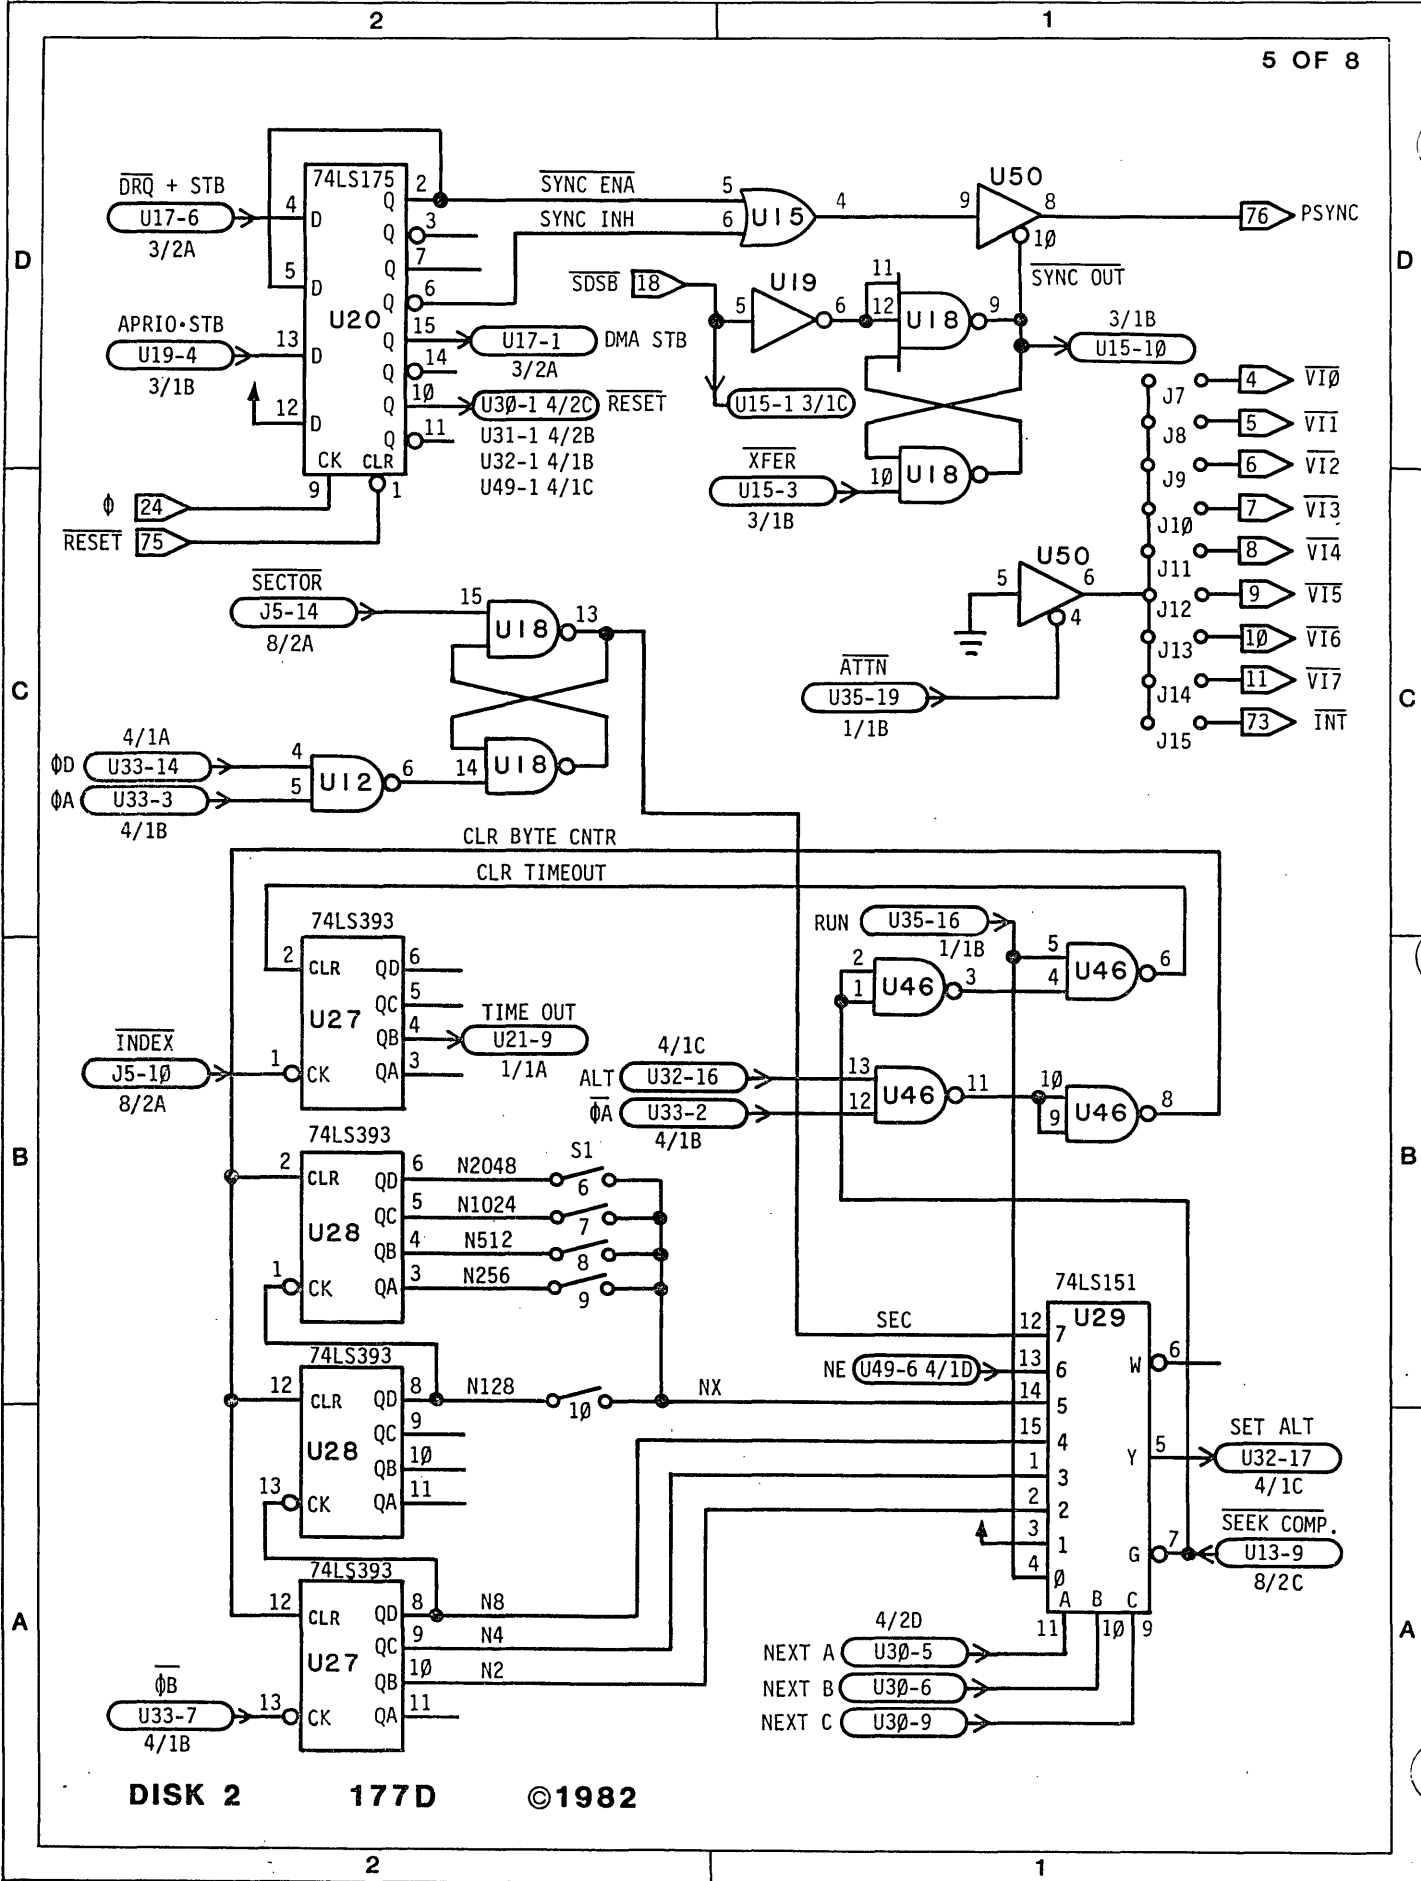 2 1
5 OF 8
D D
C C
B B
A A
74LS175
DRQ + STB
U17-6
3/2A
4 D Q 2
Q 3
Q 7
5 D Q 6
U20
APRIO•STB
U19-4
3/1B
13 D Q 15
Q 14
12 D Q 10
Q 11
CK CLR
9 1
ϕ 24
RESET 75
SYNC ENA
SYNC INH
U17-1 DMA STB
3/2A
U3Ø-1 4/2C RESET
U31-1 4/2B
U32-1 4/1B
U49-1 4/1C
5
6 U15 4
9 U50 8
1Ø
76 PSYNC
SDSB 18
5 U19 6
11
12 U18 9
SYNC OUT
3/1B
U15-1Ø
U15-1 3/1C
XFER
U15-3
3/1B
1Ø U18
J7 4 VIØ
J8 5 VI1
J9 6 VI2
J1Ø 7 VI3
J11 8 VI4
J12 9 VI5
J13 1Ø VI6
J14 11 VI7
J15 73 INT
5 U50 6
4
ATTN
U35-19
1/1B
SECTOR
J5-14
8/2A
15 U18 13
4/1A
ϕD U33-14
ϕA U33-3
4/1B
4
5 U12 6
14 U18
CLR BYTE CNTR
CLR TIMEOUT
74LS393
2 CLR QD 6
QC 5
U27
QB 4
1 CK QA 3
INDEX
J5-1Ø
8/2A
TIME OUT
U21-9
1/1A
RUN U35-16
1/1B
2
1 U46 3
5
4 U46 6
4/1C
ALT U32-16
ϕA U33-2
4/1B
13
12 U46 11
1Ø
9 U46 8
74LS393
2 CLR QD 6 N2048
QC 5 N1024
U28
QB 4 N512
1 CK QA 3 N256
S1
6
7
8
9
74LS393
12 CLR QD 8 N128
1Ø
NX
QC 9
U28
QB 1Ø
13 CK QA 11
74LS393
12 CLR QD 8 N8
QC 9 N4
U27
QB 1Ø N2
13 CK QA 11
ϕB
U33-7
4/1B
74LS151
U29
SEC 12 7
NE U49-6 4/1D 13 6
14 5
15 4
1 3
2 2
3 1
4 Ø
W 6
Y 5
G 7
SET ALT
U32-17
4/1C
SEEK COMP.
U13-9
8/2C
A B C
11 1Ø 9
4/2D
NEXT A U3Ø-5
NEXT B U3Ø-6
NEXT C U3Ø-9
DISK 2 177D ©1982
2 1